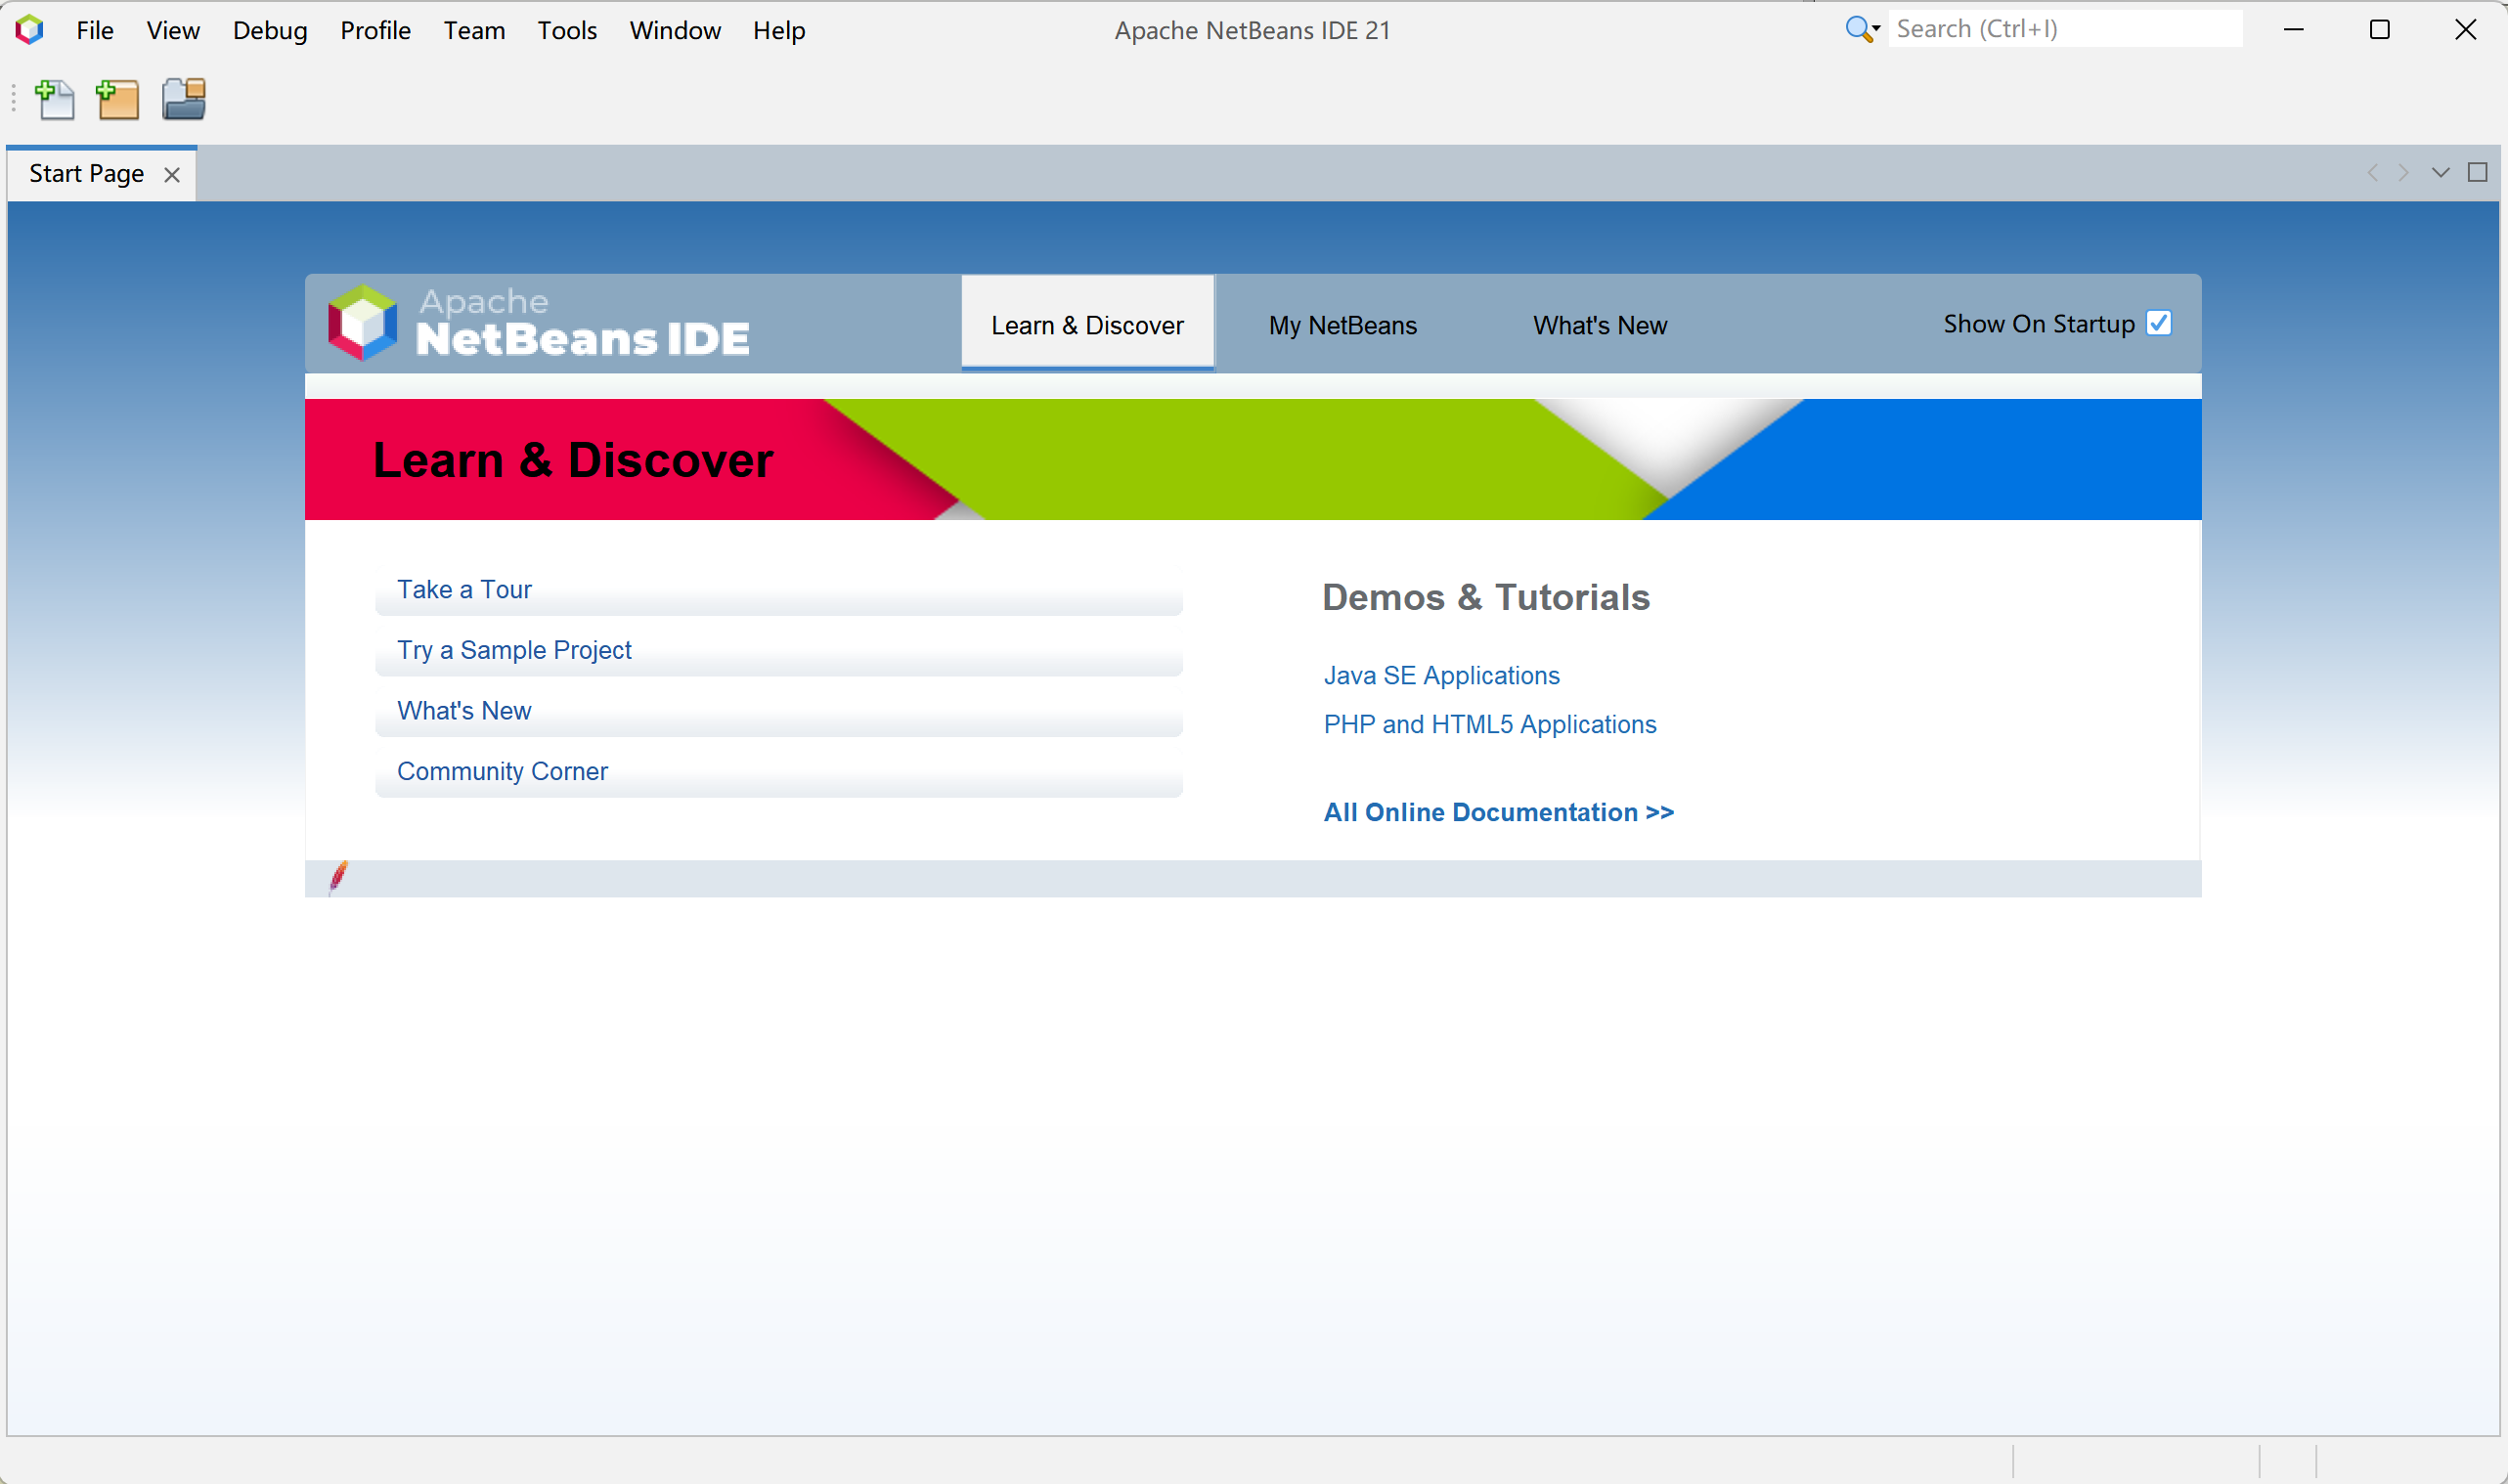 File View Debug Profile Team Tools Window Help Apache NetBeans IDE 21 Search (Ctrl+I)
Start Page
Apache
NetBeans IDE
Learn & Discover My NetBeans What's New Show On Startup
Learn & Discover
Take a Tour
Try a Sample Project
What's New
Community Corner
Demos & Tutorials
Java SE Applications
PHP and HTML5 Applications
All Online Documentation >>